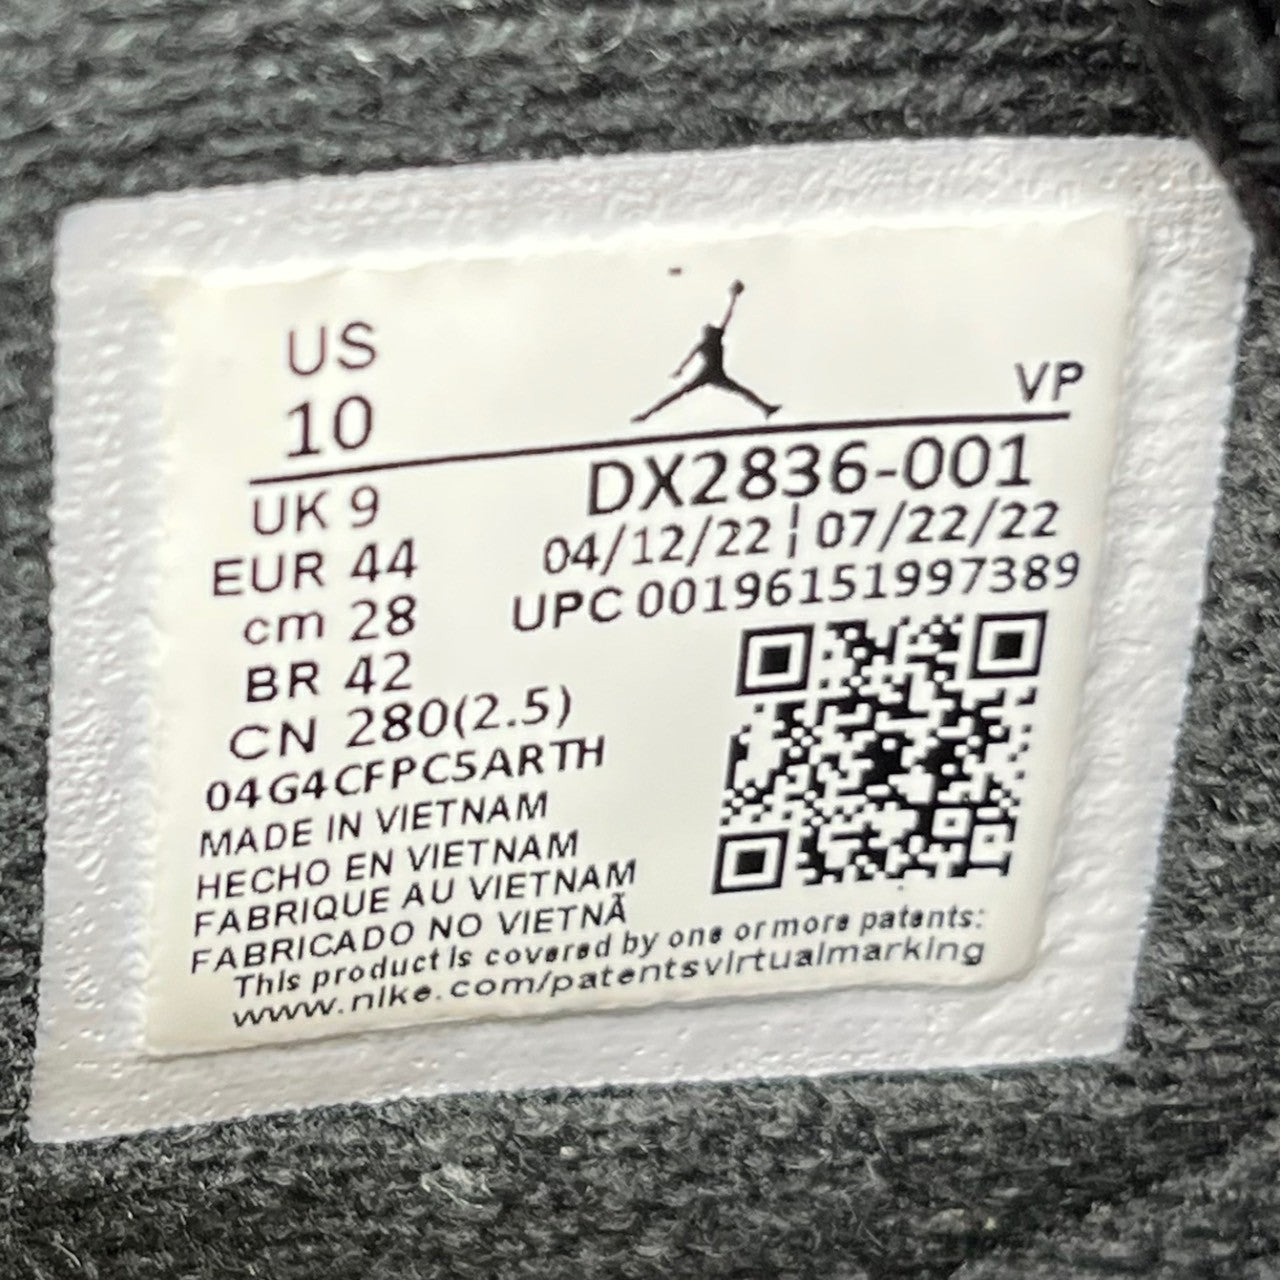 US
10
VP
DX2836-001
04/12/22 ¦ 07/22/22
UPC 00196151997389
UK 9
EUR 44
cm 28
BR 42
CN 280(2.5)
04G4CFPC5ARTH
MADE IN VIETNAM
HECHO EN VIETNAM
FABRIQUE AU VIETNAM
FABRICADO NO VIETNÃ
This product is covered by one or more patents:
www.nike.com/patentsvirtualmarking